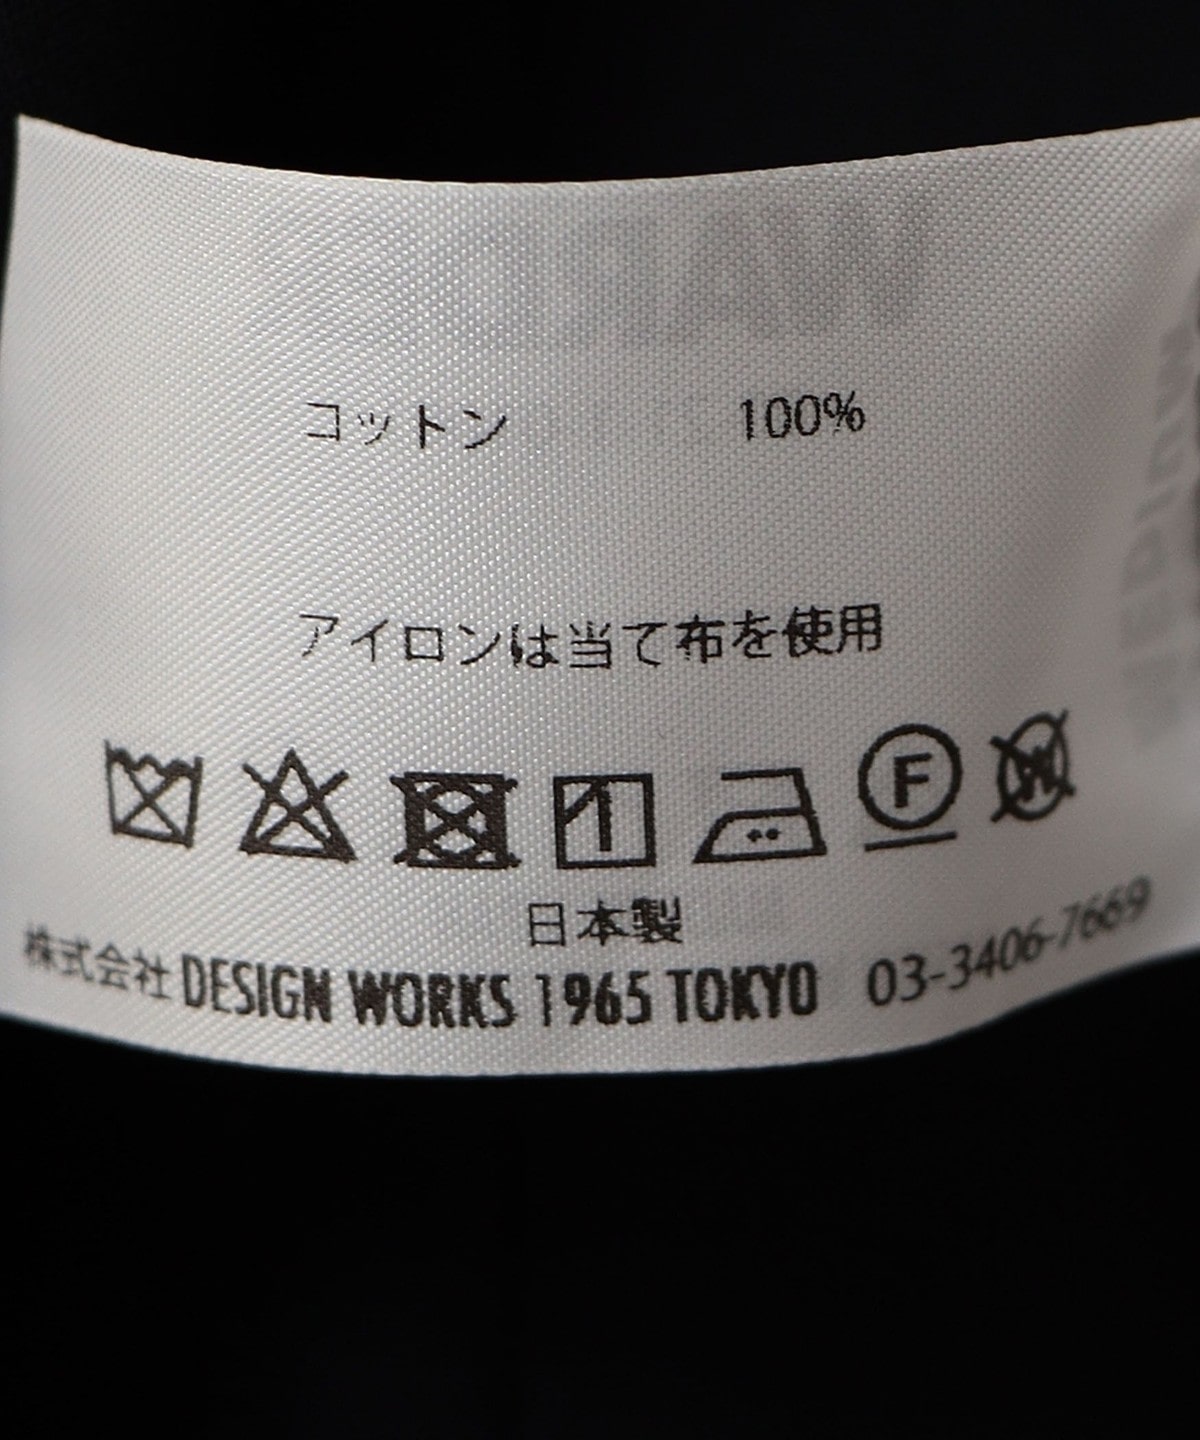 コットン 100%
アイロンは当て布を使用
F W
日本製
株式会社 DESIGN WORKS 1965 TOKYO 03-3406-7669